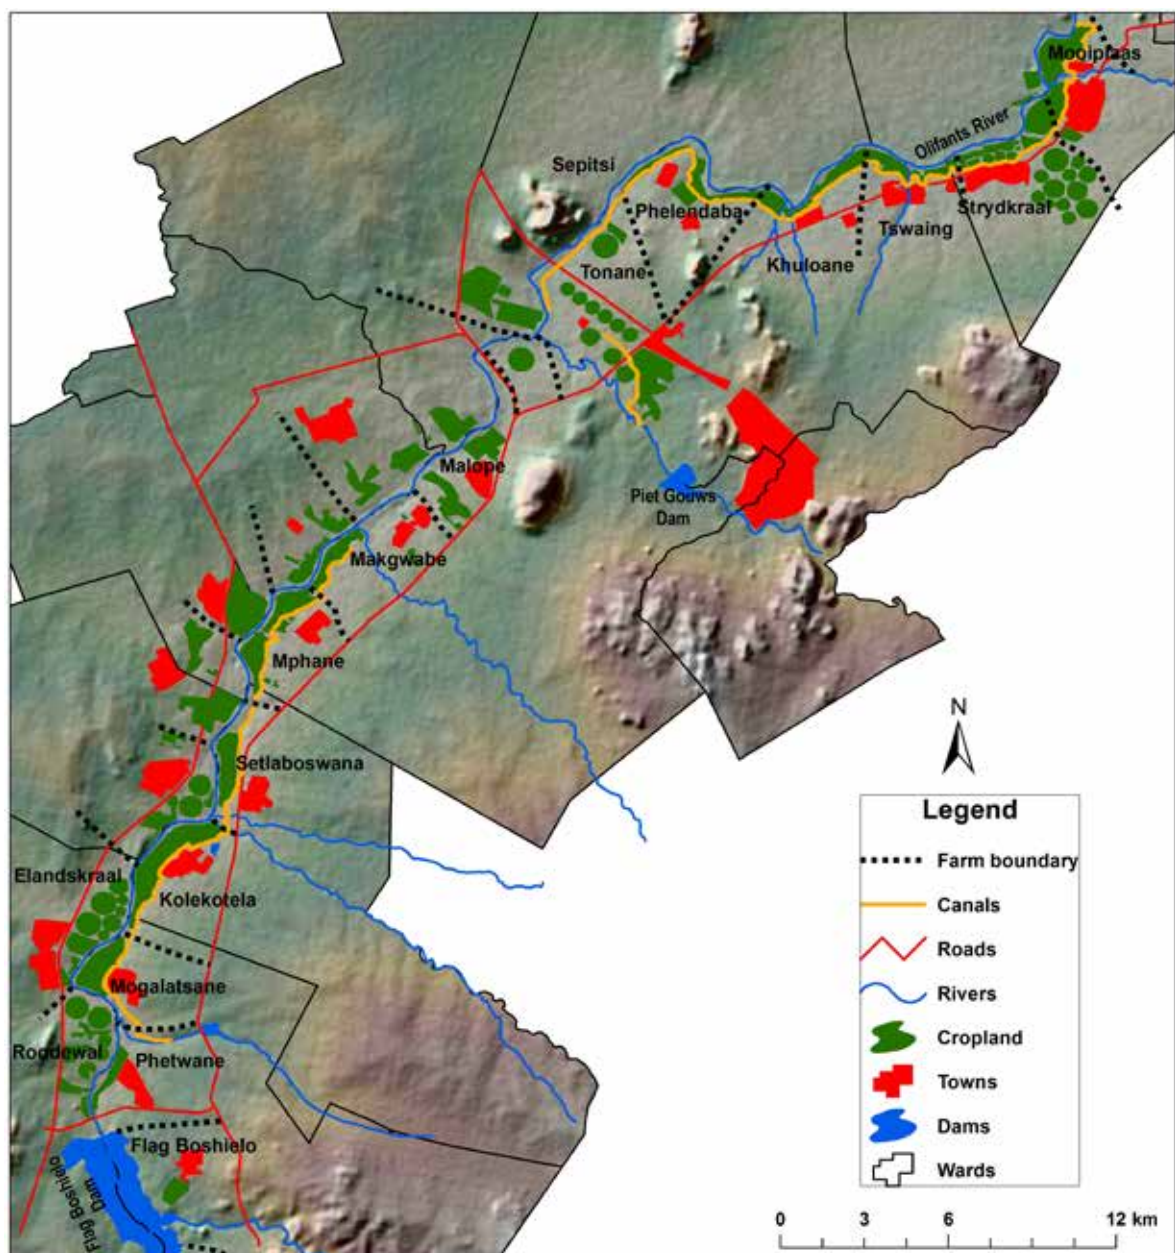 Mooiplaas
Olifants River
Sepitsi
Phelendaba
Strydkraal
Tswaing
Khuloane
Tonane
Malope
Piet Gouws
Dam
Makgwabe
Mphane
N
Setlaboswana
Legend
Farm boundary
Canals
Roads
Rivers
Cropland
Towns
Dams
Wards
Elandskraal
Kolekotela
Mogalatsane
Roodewal
Phetwane
Flag Boshielo
Flag Boshielo
Dam
0 3 6 12 km